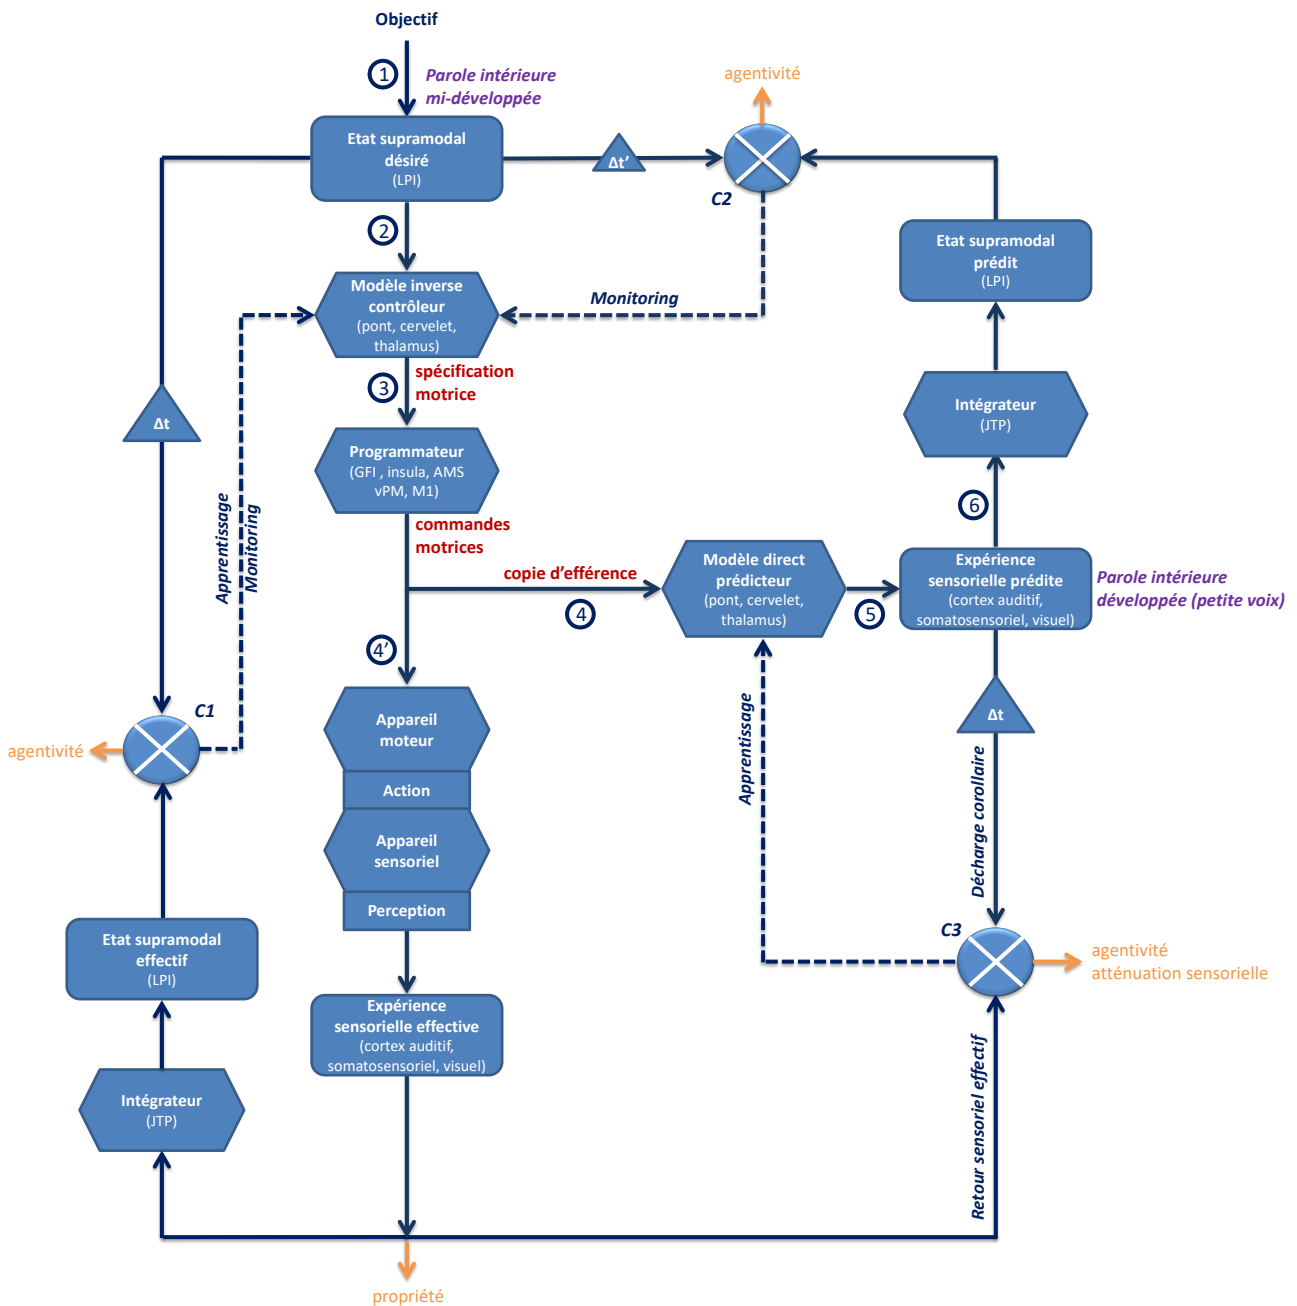 Objectif
1
Parole intérieure
mi-développée
agentivité
Etat supramodal
désiré
(LPI)
Δt’
C2
2
Etat supramodal
prédit
(LPI)
Modèle inverse
contrôleur
(pont, cervelet,
thalamus)
Monitoring
3
spécification
motrice
Δt
Intégrateur
(JTP)
Programmateur
(GFI , insula, AMS
vPM, M1)
Apprentissage
Monitoring
6
commandes
motrices
copie d’efférence
4
Modèle direct
prédicteur
(pont, cervelet,
thalamus)
5
Expérience
sensorielle prédite
(cortex auditif,
somatosensoriel, visuel)
Parole intérieure
développée (petite voix)
4’
C1
agentivité
Appareil
moteur
Action
Appareil
sensoriel
Perception
Apprentissage
Δt
Décharge corollaire
C3
agentivité
atténuation sensorielle
Etat supramodal
effectif
(LPI)
Expérience
sensorielle effective
(cortex auditif,
somatosensoriel, visuel)
Intégrateur
(JTP)
Retour sensoriel effectif
propriété